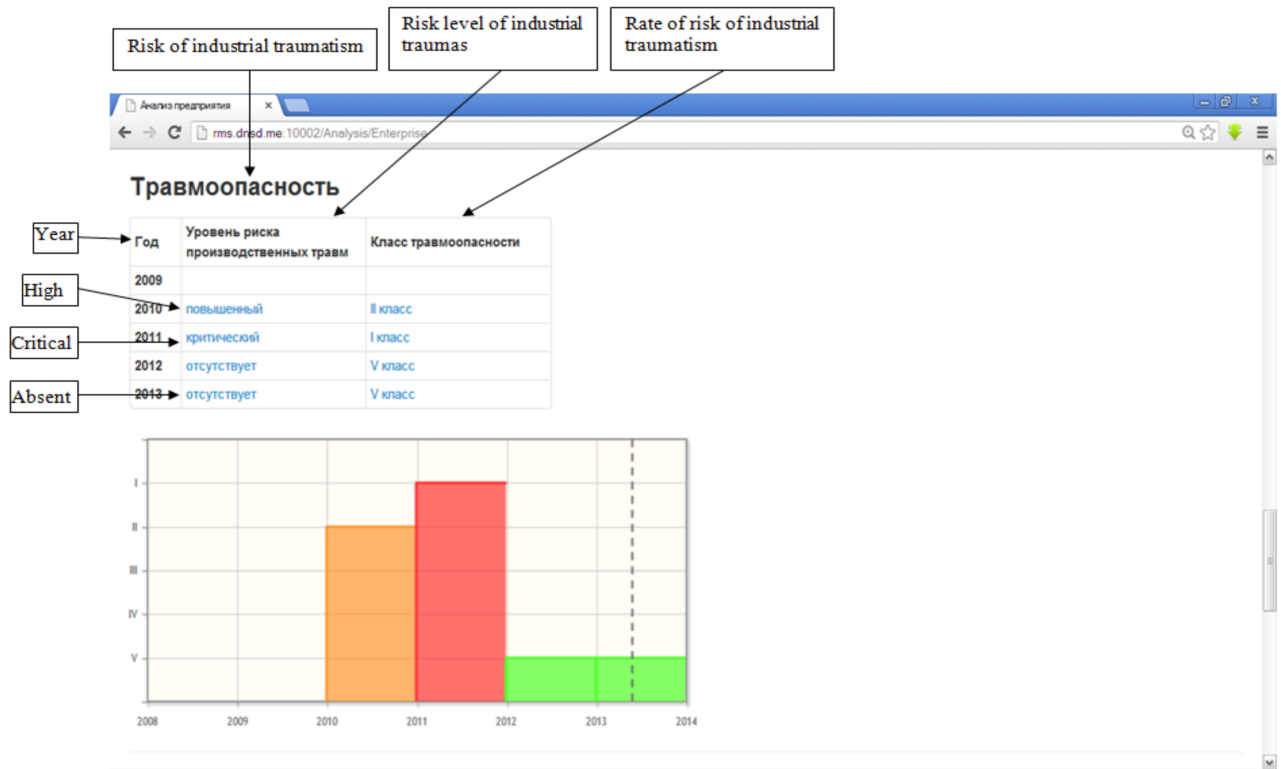 Risk of industrial traumatism
Risk level of industrial
traumas
Rate of risk of industrial
traumatism
Анализ предприятия
rms.dnsd.me:10002/Analysis/Enterprise
Травмоопасность
Year
Год
Уровень риска
производственных травм
Класс травмоопасности
2009
High
2010 повышенный II класс
Critical
2011 критический I класс
2012 отсутствует V класс
Absent
2013 отсутствует V класс
I
II
III
IV
V
2008 2009 2010 2011 2012 2013 2014